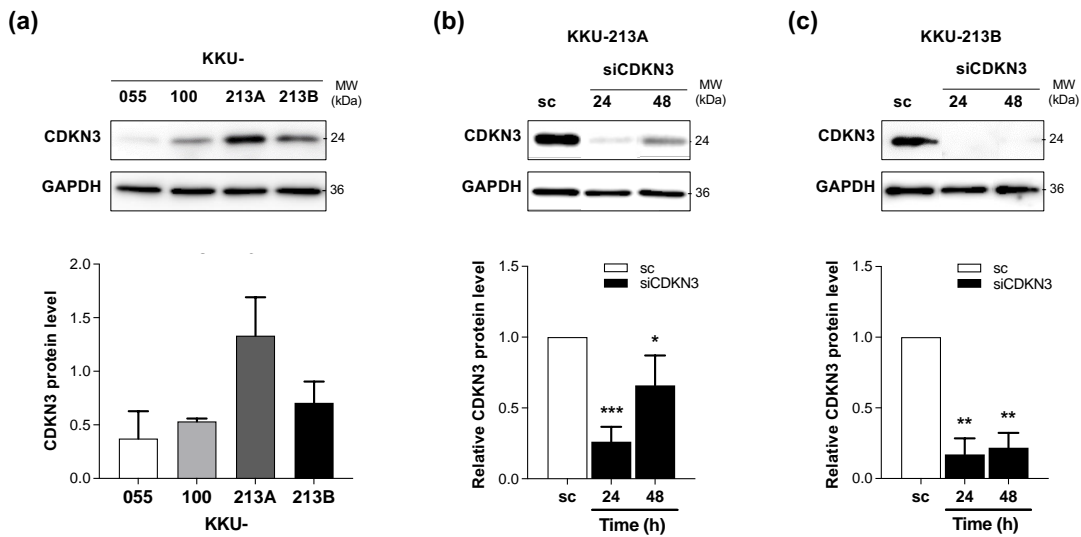 (a)
KKU-
055 100 213A 213B
MW
(kDa)
CDKN3
24
GAPDH
36
CDKN3 protein level
2.0
1.5
1.0
0.5
0.0
055 100 213A 213B
KKU-
(b)
KKU-213A
siCDKN3
sc 24 48
MW
(kDa)
CDKN3
24
GAPDH
36
Relative CDKN3 protein level
1.5
1.0
0.5
0.0
sc
siCDKN3
***
*
sc 24 48
Time (h)
(c)
KKU-213B
siCDKN3
sc 24 48
MW
(kDa)
CDKN3
24
GAPDH
36
Relative CDKN3 protein level
1.5
1.0
0.5
0.0
sc
siCDKN3
** **
sc 24 48
Time (h)